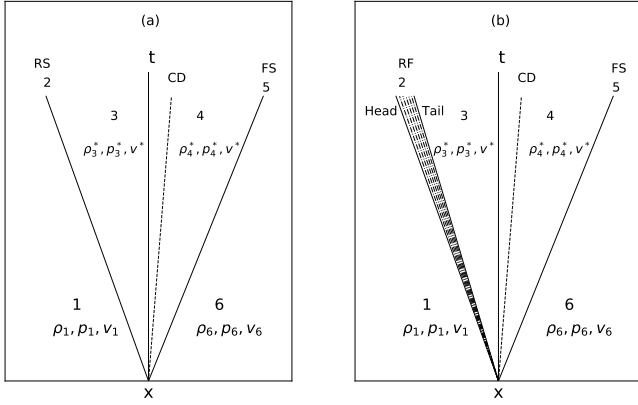 (a)
t
RS
2
CD
FS
5
3
4
ρ₃*, p₃*, v*
ρ₄*, p₄*, v*
1
ρ₁, p₁, v₁
6
ρ₆, p₆, v₆
x
(b)
t
RF
2
CD
FS
5
Head
Tail
3
4
ρ₃*, p₃*, v*
ρ₄*, p₄*, v*
1
ρ₁, p₁, v₁
6
ρ₆, p₆, v₆
x